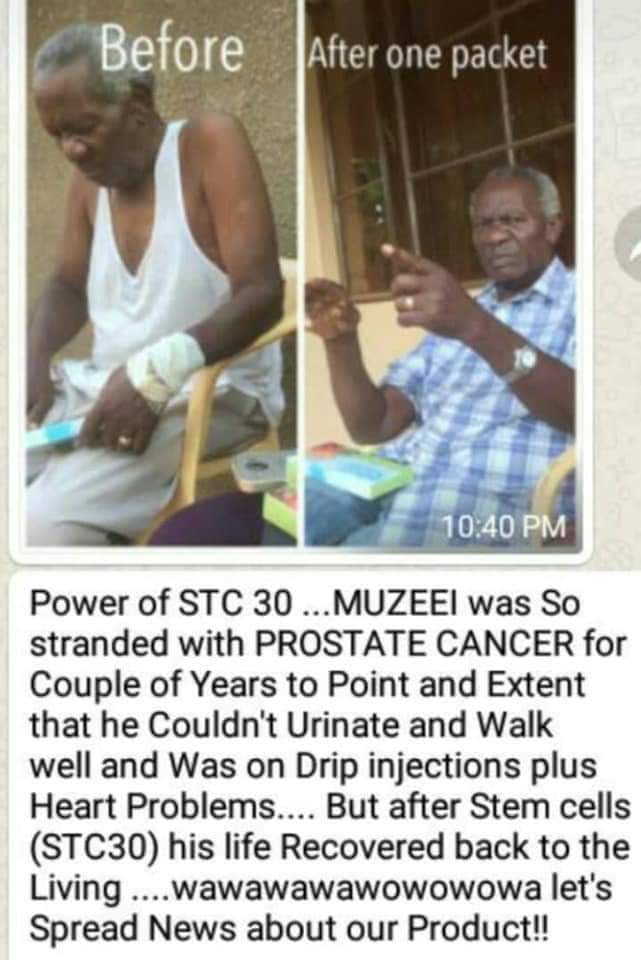 Before
After one packet
10:40 PM
Power of STC 30 ...MUZEEI was So
stranded with PROSTATE CANCER for
Couple of Years to Point and Extent
that he Couldn't Urinate and Walk
well and Was on Drip injections plus
Heart Problems.... But after Stem cells
(STC30) his life Recovered back to the
Living ....wawawawawowowowa let's
Spread News about our Product!!